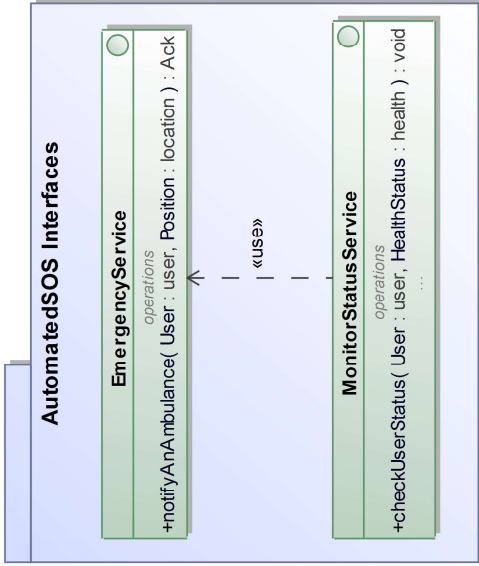 AutomatedSOS Interfaces
EmergencyService
operations
+notifyAnAmbulance( User : user, Position : location ) : Ack
«use»
MonitorStatusService
operations
+checkUserStatus( User : user, HealthStatus : health ) : void
...